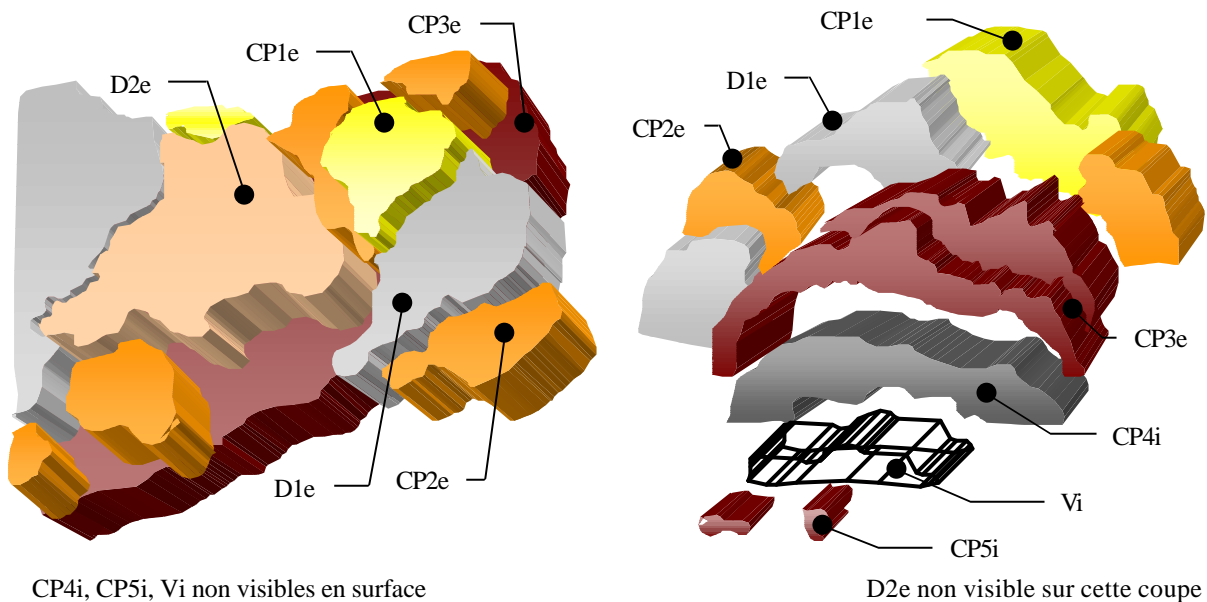 CP3e
CP1e
D2e
D1e
CP2e
CP4i, CP5i, Vi non visibles en surface
CP1e
D1e
CP2e
CP3e
CP4i
Vi
CP5i
D2e non visible sur cette coupe